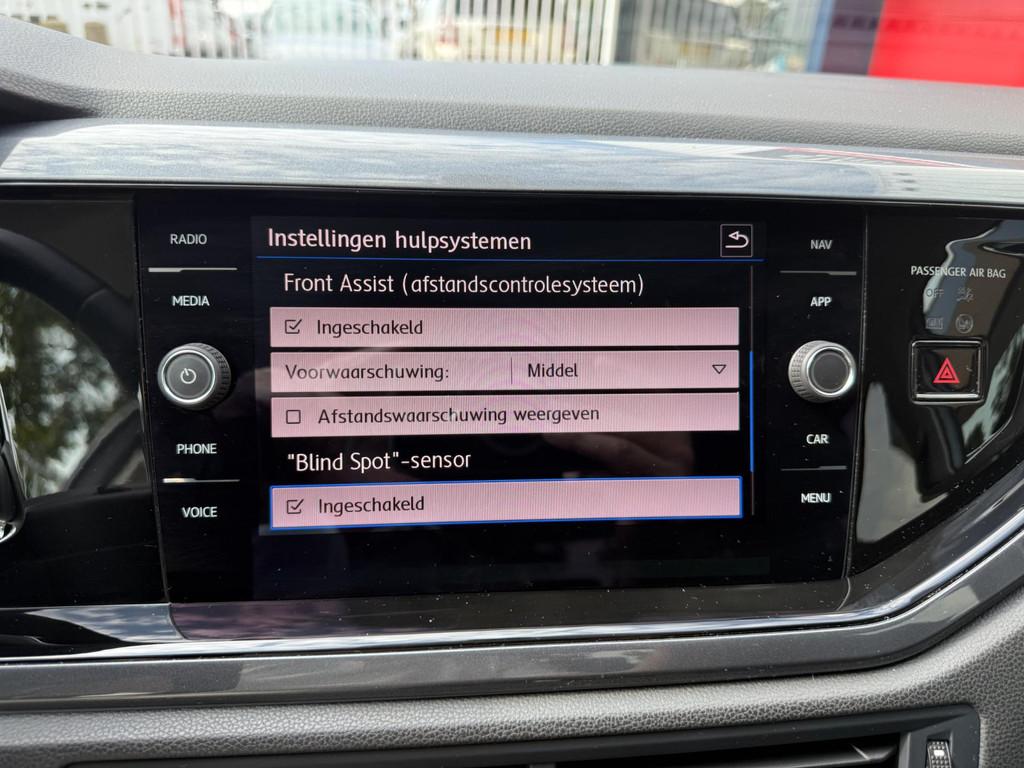 RADIO
MEDIA
PHONE
VOICE
Instellingen hulpsystemen
Front Assist (afstandscontrolesysteem)
Ingeschakeld
Voorwaarschuwing: Middel
Afstandswaarschuwing weergeven
"Blind Spot"-sensor
Ingeschakeld
NAV
APP
CAR
MENU
PASSENGER AIR BAG
OFF